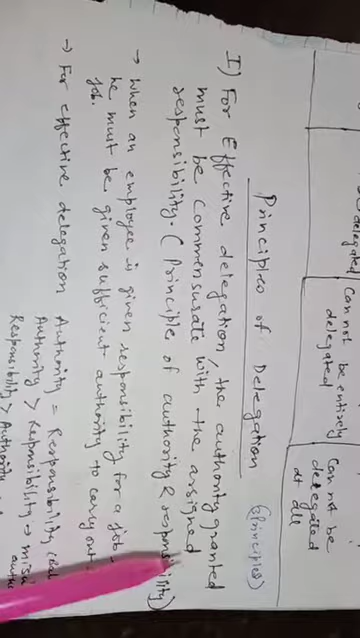 delegated
Can not be entirely
delegated
Can not be
delegated
at all
Principles of Delegation (Principles)
I) For Effective delegation, the authority granted
must be commensurate with the assigned
responsibility. (Principle of authority & responsibility)
→ When an employee is given responsibility for a job
he must be given sufficient authority to carry out
job.
→ For effective delegation Authority = Responsibility
Authority > Responsibility →
Responsibility > Authority